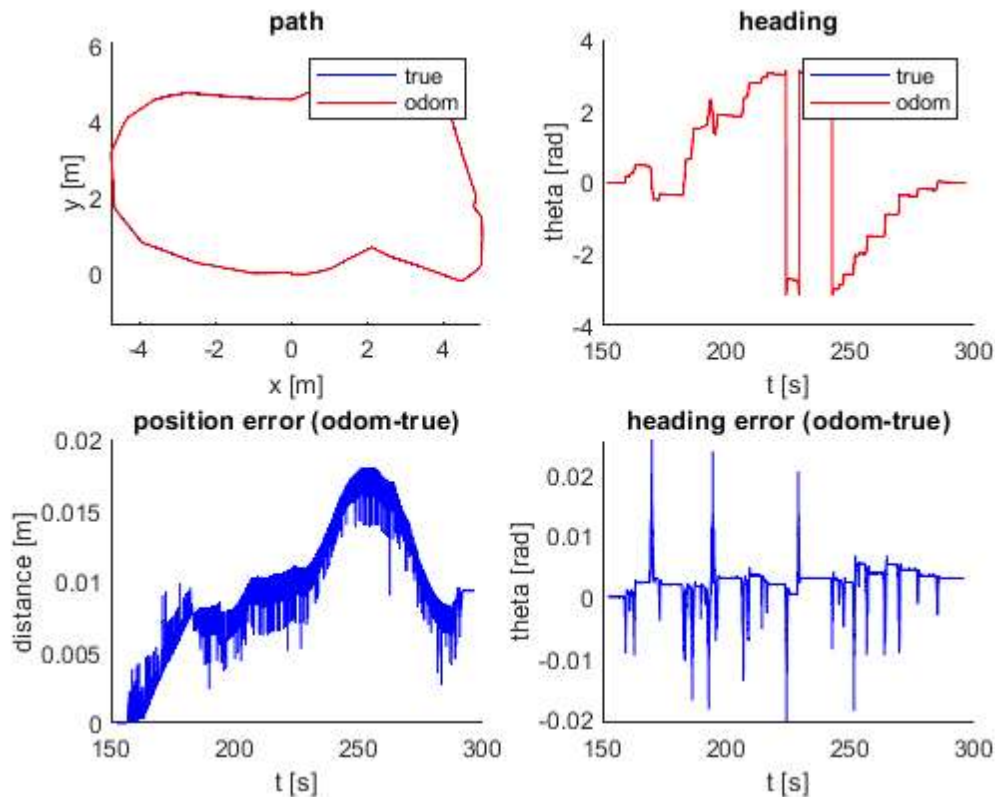 path
6
4
2
0
y [m]
-4
-2
0
2
4
x [m]
true
odom
heading
4
2
0
-2
-4
theta [rad]
150
200
250
300
t [s]
true
odom
position error (odom-true)
0.02
0.015
0.01
0.005
0
distance [m]
150
200
250
300
t [s]
heading error (odom-true)
0.02
0.01
0
-0.01
-0.02
theta [rad]
150
200
250
300
t [s]